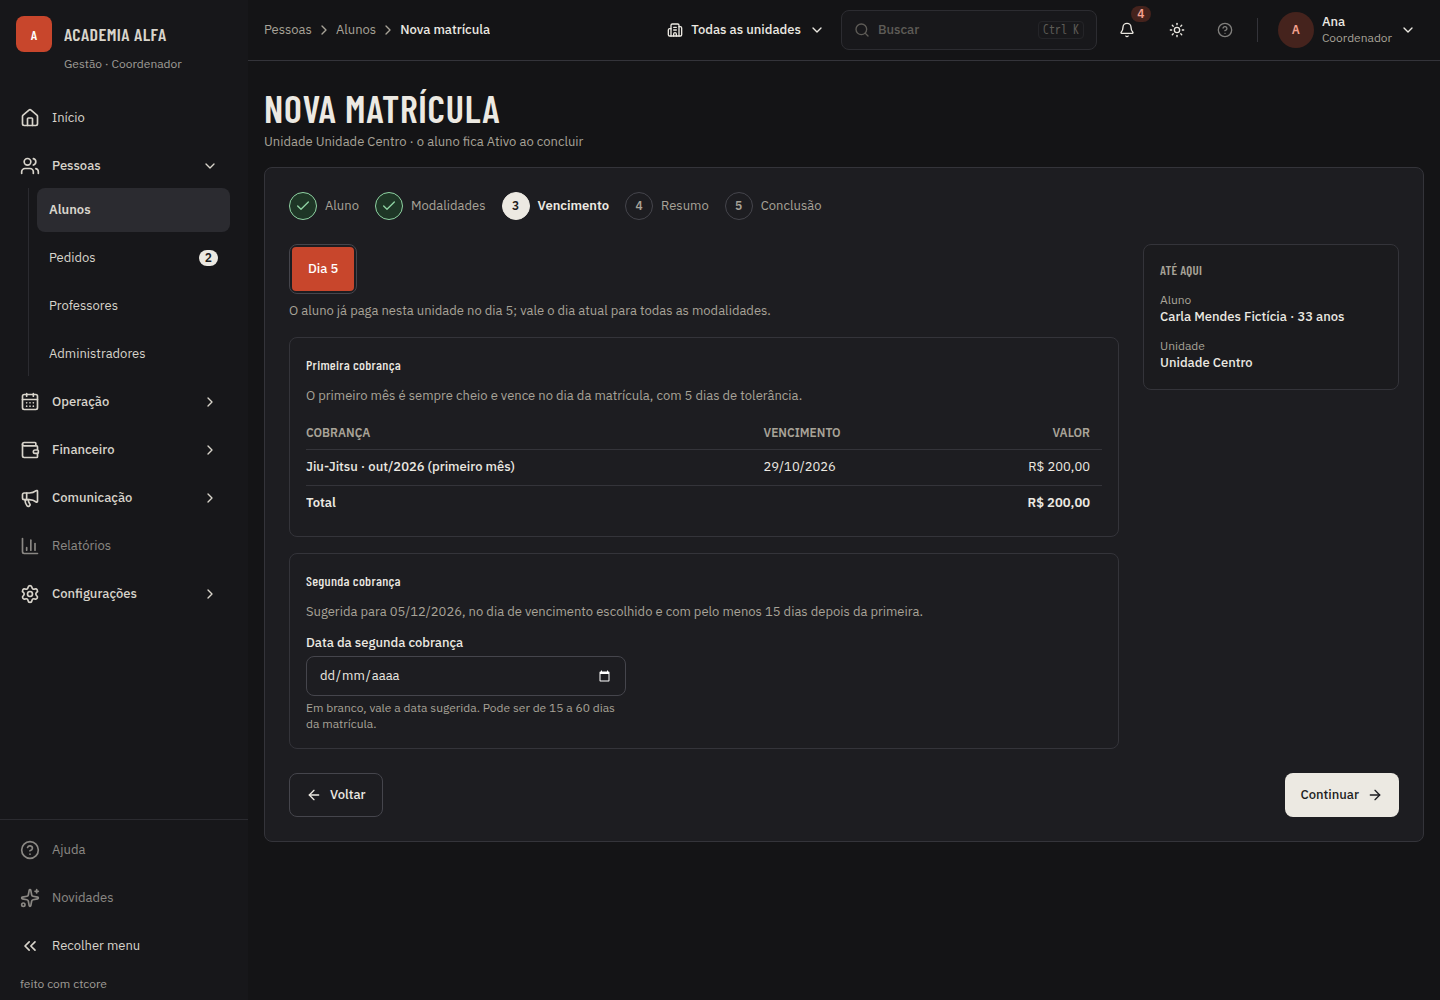 A
ACADEMIA ALFA
Gestão · Coordenador
Início
Pessoas
Alunos
Pedidos
2
Professores
Administradores
Operação
Financeiro
Comunicação
Relatórios
Configurações
Ajuda
Novidades
Recolher menu
feito com ctcore
Pessoas
Alunos
Nova matrícula
Todas as unidades
Buscar
Ctrl K
4
A
Ana
Coordenador
NOVA MATRÍCULA
Unidade Unidade Centro · o aluno fica Ativo ao concluir
Aluno
Modalidades
3
Vencimento
4
Resumo
5
Conclusão
Dia 5
O aluno já paga nesta unidade no dia 5; vale o dia atual para todas as modalidades.
Primeira cobrança
O primeiro mês é sempre cheio e vence no dia da matrícula, com 5 dias de tolerância.
COBRANÇA VENCIMENTO VALOR
Jiu-Jitsu · out/2026 (primeiro mês) 29/10/2026 R$ 200,00
Total R$ 200,00
Segunda cobrança
Sugerida para 05/12/2026, no dia de vencimento escolhido e com pelo menos 15 dias depois da primeira.
Data da segunda cobrança
dd/mm/aaaa
Em branco, vale a data sugerida. Pode ser de 15 a 60 dias
da matrícula.
Voltar
Continuar
ATÉ AQUI
Aluno
Carla Mendes Fictícia · 33 anos
Unidade
Unidade Centro